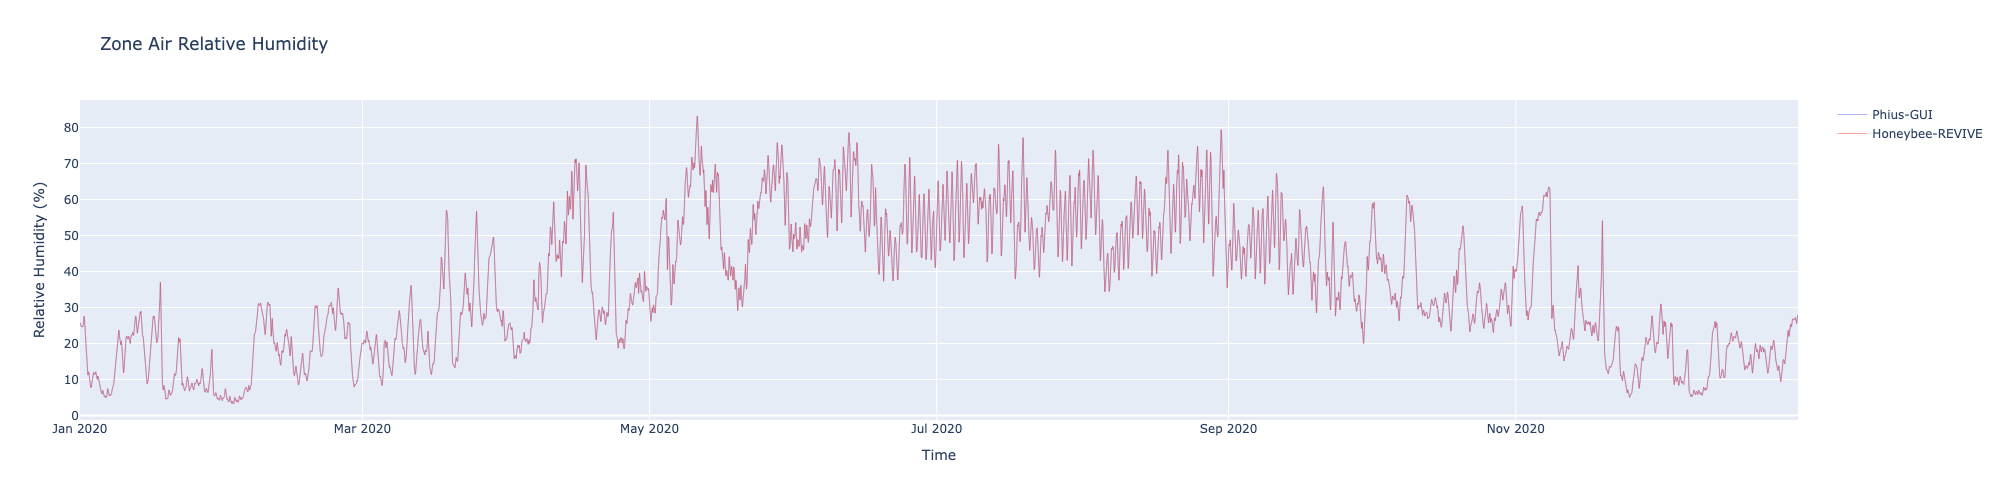 Zone Air Relative Humidity
Phius-GUI
Honeybee-REVIVE
Relative Humidity (%)
80
70
60
50
40
30
20
10
0
Jan 2020
Mar 2020
May 2020
Jul 2020
Sep 2020
Nov 2020
Time